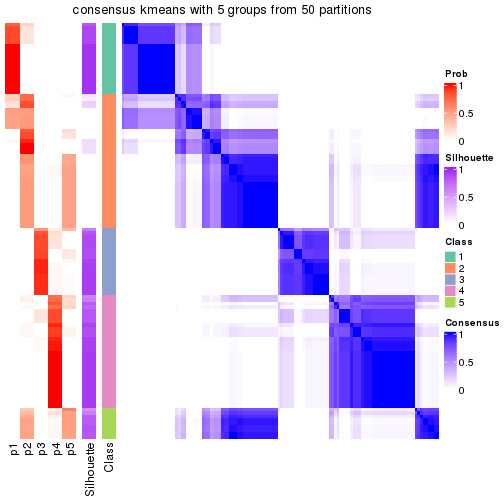 consensus kmeans with 5 groups from 50 partitions
Prob
1
0.5
0
Silhouette
1
0.5
0
Class
1
2
3
4
5
Consensus
1
0.5
0
p1
p2
p3
p4
p5
Silhouette
Class